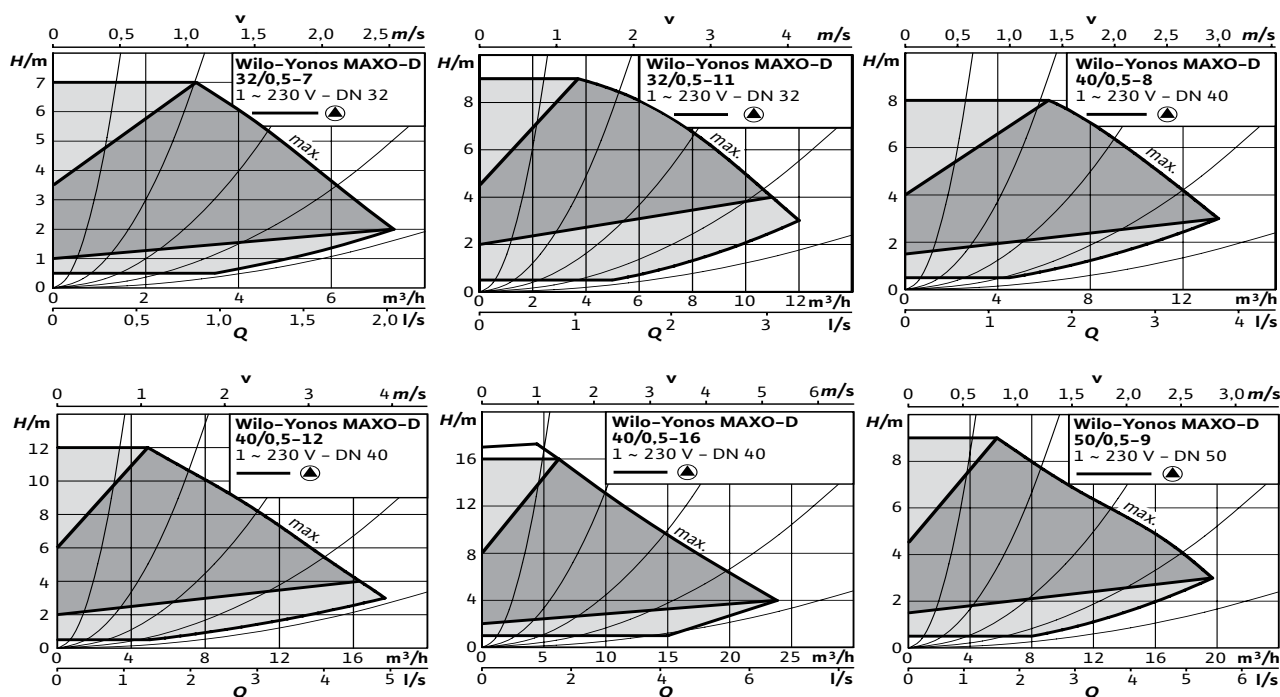 v
0 0,5 1,0 1,5 2,0 2,5 m/s
H/m
Wilo-Yonos MAXO-D
32/0,5-7
1 ~ 230 V - DN 32
max.
7
6
5
4
3
2
1
0
0 2 4 6 m³/h
0 0,5 1,0 1,5 2,0 l/s
Q
v
0 1 2 3 4 m/s
H/m
Wilo-Yonos MAXO-D
32/0,5-11
1 ~ 230 V - DN 32
max.
8
6
4
2
0
0 2 4 6 8 10 12 m³/h
0 1 2 3 l/s
Q
v
0 0,5 1,0 1,5 2,0 2,5 3,0 m/s
H/m
Wilo-Yonos MAXO-D
40/0,5-8
1 ~ 230 V - DN 40
max.
8
6
4
2
0
0 4 8 12 m³/h
0 1 2 3 4 l/s
Q
v
0 1 2 3 4 m/s
H/m
Wilo-Yonos MAXO-D
40/0,5-12
1 ~ 230 V - DN 40
max.
12
10
8
6
4
2
0
0 4 8 12 16 m³/h
0 1 2 3 4 5 l/s
Q
v
0 1 2 3 4 5 6 m/s
H/m
Wilo-Yonos MAXO-D
40/0,5-16
1 ~ 230 V - DN 40
max.
16
12
8
4
0
0 5 10 15 20 25 m³/h
0 2 4 6 l/s
Q
v
0 0,5 1,0 1,5 2,0 2,5 3,0 m/s
H/m
Wilo-Yonos MAXO-D
50/0,5-9
1 ~ 230 V - DN 50
max.
8
6
4
2
0
0 4 8 12 16 20 m³/h
0 1 2 3 4 5 6 l/s
Q